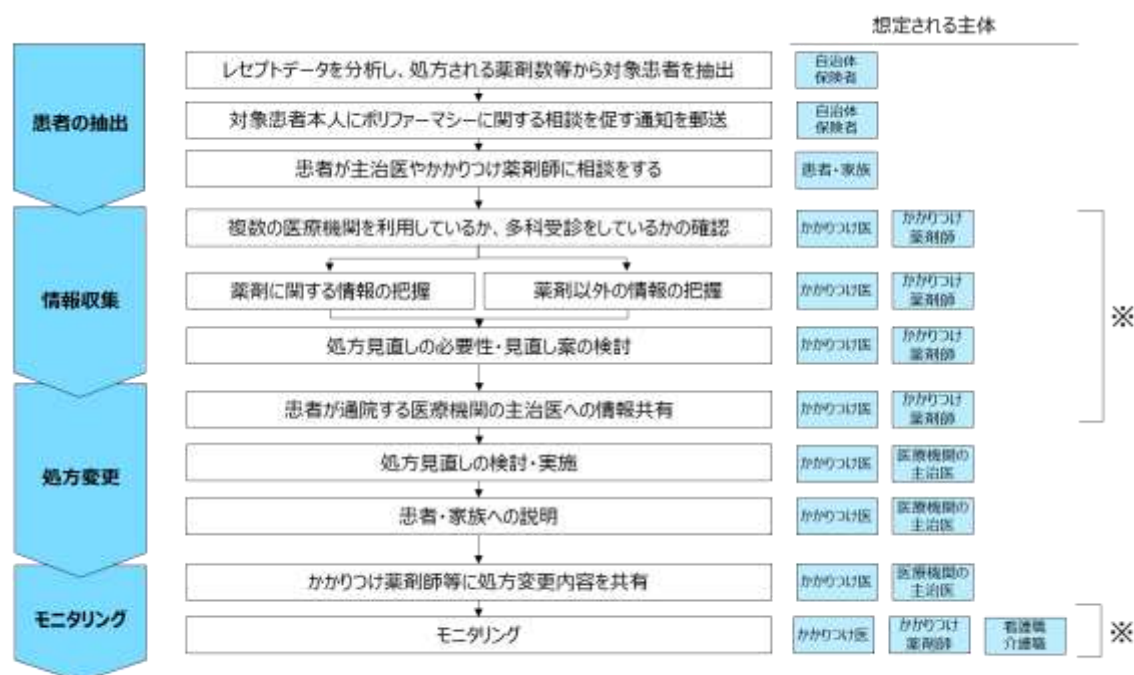 想定される主体
患者の抽出
レセプトデータを分析し、処方される薬剤数等から対象患者を抽出
自治体
保険者
対象患者本人にポリファーマシーに関する相談を促す通知を郵送
自治体
保険者
患者が主治医やかかりつけ薬剤師に相談をする
患者・家族
情報収集
複数の医療機関を利用しているか、多科受診をしているかの確認
かかりつけ医
かかりつけ
薬剤師
薬剤に関する情報の把握
薬剤以外の情報の把握
かかりつけ医
かかりつけ
薬剤師
処方見直しの必要性・見直し案の検討
かかりつけ医
かかりつけ
薬剤師
※
処方変更
患者が通院する医療機関の主治医への情報共有
かかりつけ医
かかりつけ
薬剤師
処方見直しの検討・実施
かかりつけ医
医療機関の
主治医
患者・家族への説明
かかりつけ医
医療機関の
主治医
モニタリング
かかりつけ薬剤師等に処方変更内容を共有
かかりつけ医
医療機関の
主治医
モニタリング
かかりつけ医
かかりつけ
薬剤師
看護職
介護職
※